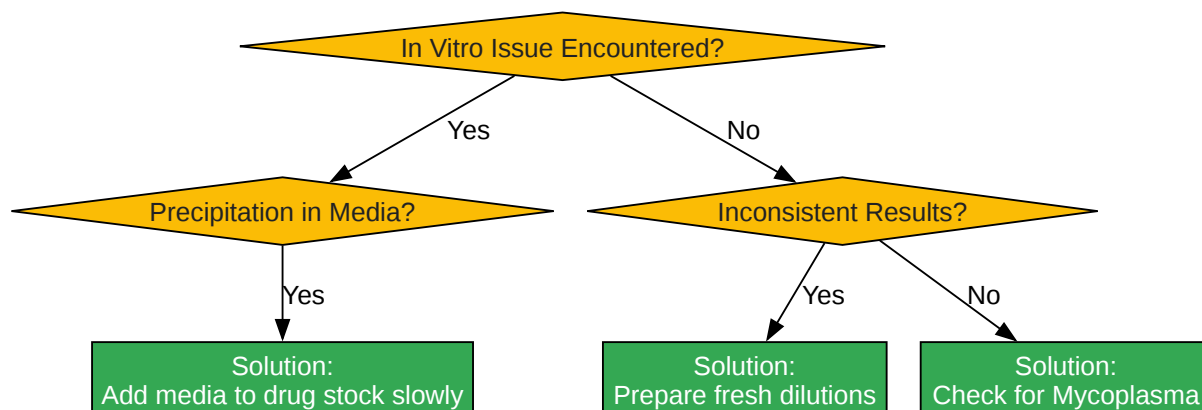 In Vitro Issue Encountered?
Yes
No
Precipitation in Media?
Inconsistent Results?
Yes
Yes
No
Solution:
Add media to drug stock slowly
Solution:
Prepare fresh dilutions
Solution:
Check for Mycoplasma